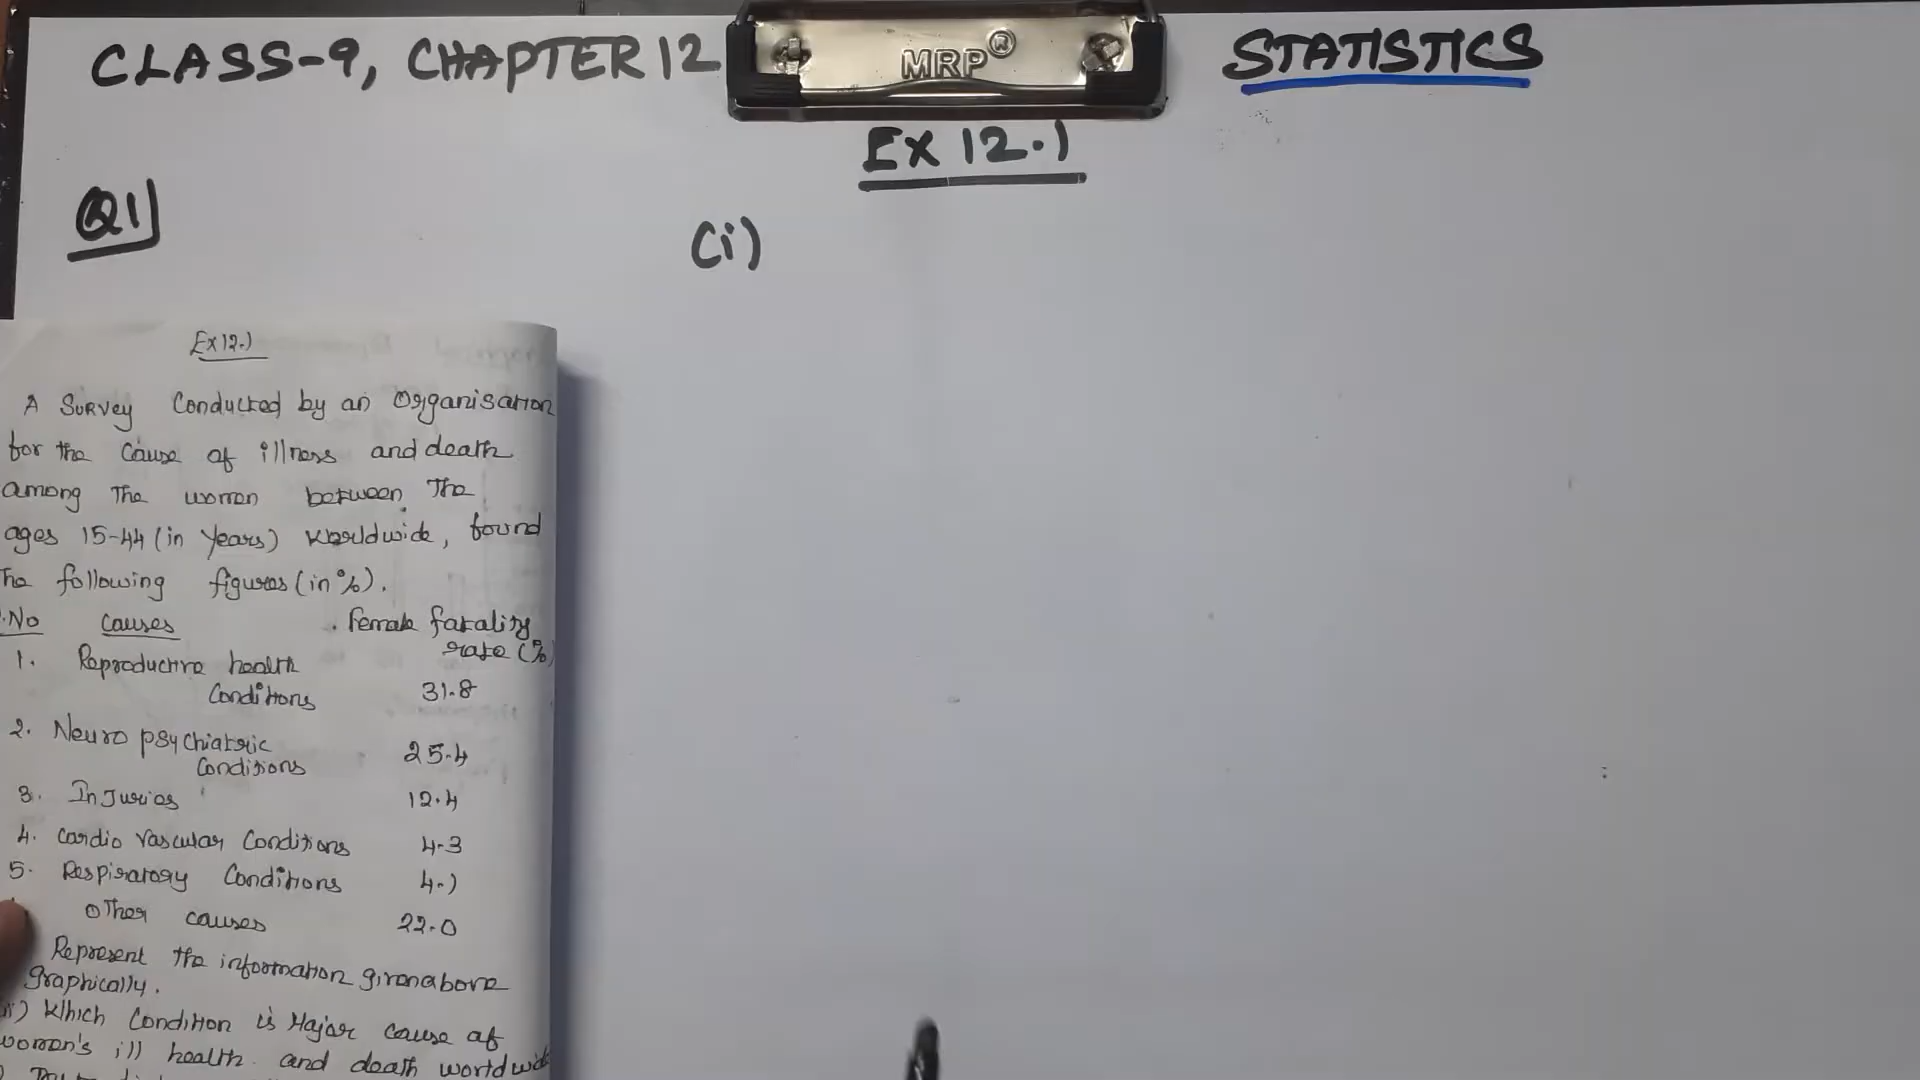 CLASS-9, CHAPTER 12
MRP®
STATISTICS
EX 12.1
Q1
(i)
Ex12.1
A Survey Conducted by an Organisation
for the Cause of illness and death
among The women between The
ages 15-44 (in Years) Worldwide, found
The following figures (in %).
.No causes Female fatality
rate (%)
1. Reproductive health
Conditions 31.8
2. Neuro psychiatric
Conditions 25.4
3. Injuries 12.4
4. Cardio vascular Conditions 4.3
5. Respiratory Conditions 4.1
other causes 22.0
Represent the information given above
graphically.
ii) Which Condition is Major cause of
women's ill health and death worldwide